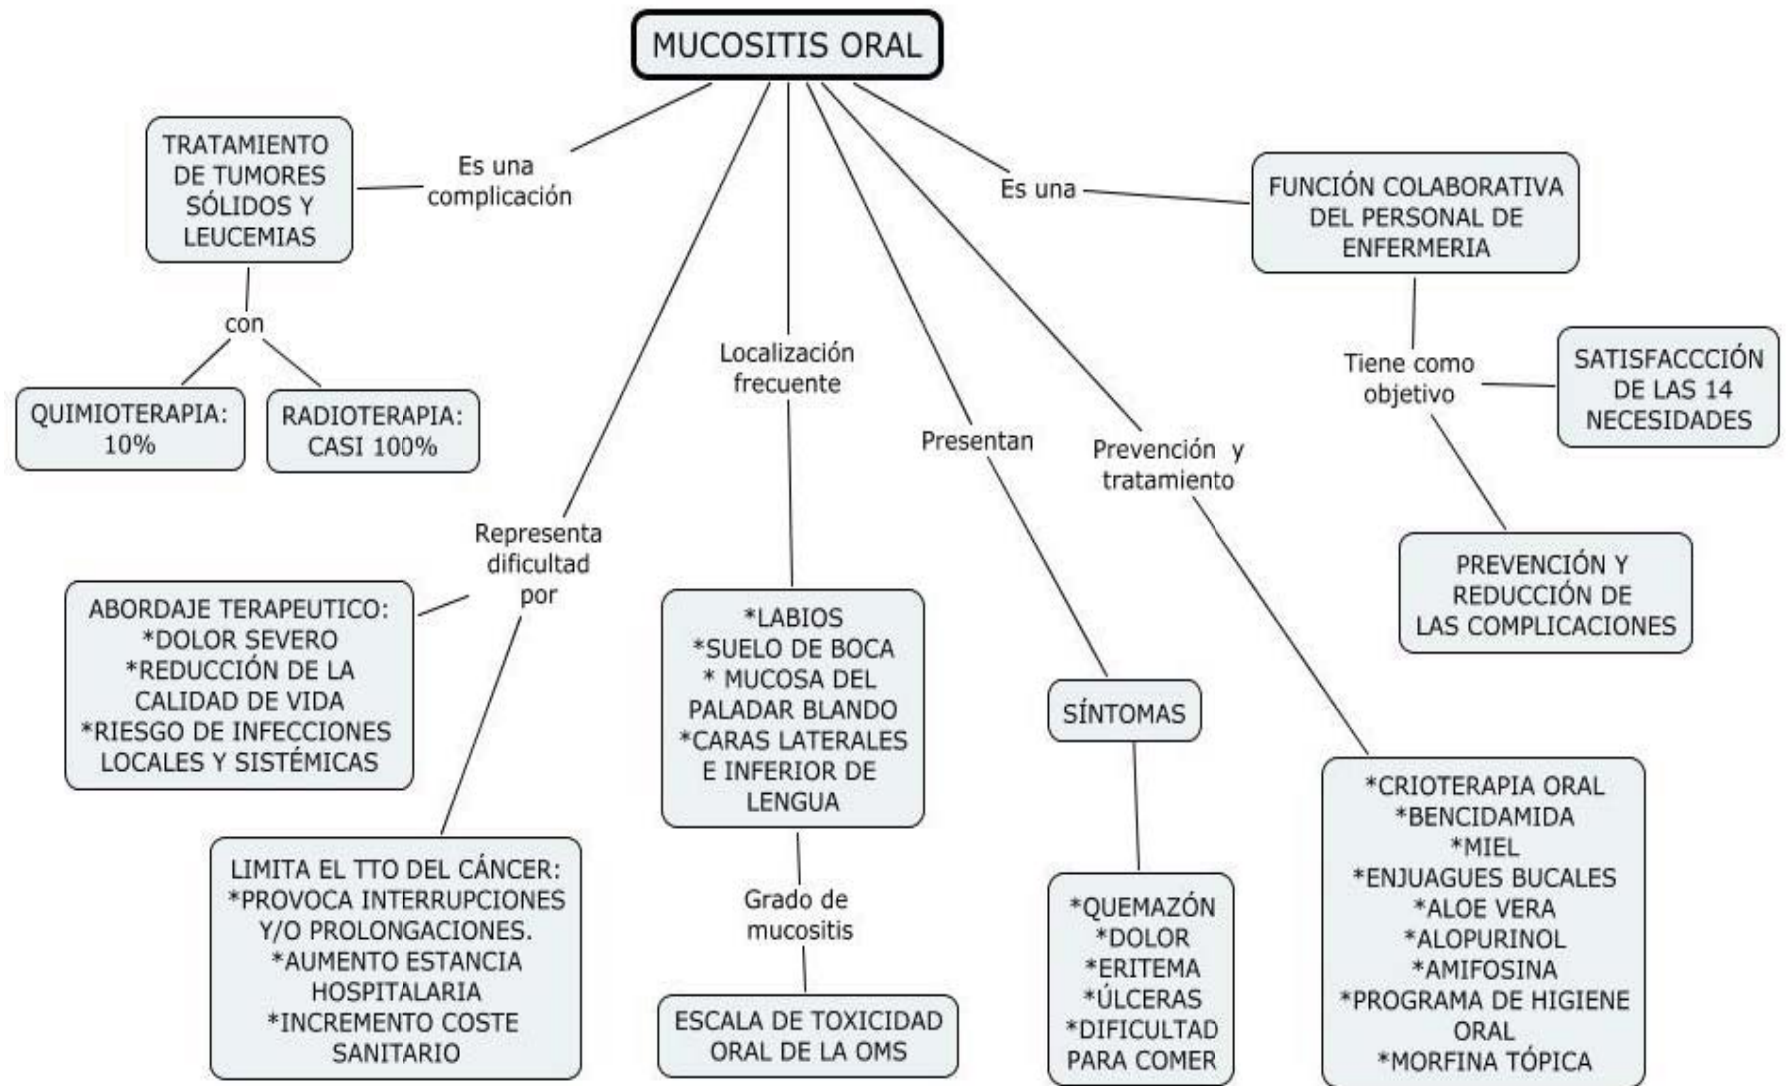 MUCOSITIS ORAL
TRATAMIENTO
DE TUMORES
SÓLIDOS Y
LEUCEMIAS
Es una
complicación
con
QUIMIOTERAPIA:
10%
RADIOTERAPIA:
CASI 100%
Representa
dificultad
por
ABORDAJE TERAPEUTICO:
*DOLOR SEVERO
*REDUCCIÓN DE LA
CALIDAD DE VIDA
*RIESGO DE INFECCIONES
LOCALES Y SISTÉMICAS
LIMITA EL TTO DEL CÁNCER:
*PROVOCA INTERRUPCIONES
Y/O PROLONGACIONES.
*AUMENTO ESTANCIA
HOSPITALARIA
*INCREMENTO COSTE
SANITARIO
Localización
frecuente
*LABIOS
*SUELO DE BOCA
* MUCOSA DEL
PALADAR BLANDO
*CARAS LATERALES
E INFERIOR DE
LENGUA
Grado de
mucositis
ESCALA DE TOXICIDAD
ORAL DE LA OMS
Presentan
SÍNTOMAS
*QUEMAZÓN
*DOLOR
*ERITEMA
*ÚLCERAS
*DIFICULTAD
PARA COMER
Prevención y
tratamiento
*CRIOTERAPIA ORAL
*BENCIDAMIDA
*MIEL
*ENJUAGUES BUCALES
*ALOE VERA
*ALOPURINOL
*AMIFOSINA
*PROGRAMA DE HIGIENE
ORAL
*MORFINA TÓPICA
Es una
FUNCIÓN COLABORATIVA
DEL PERSONAL DE
ENFERMERIA
Tiene como
objetivo
SATISFACCCIÓN
DE LAS 14
NECESIDADES
PREVENCIÓN Y
REDUCCIÓN DE
LAS COMPLICACIONES